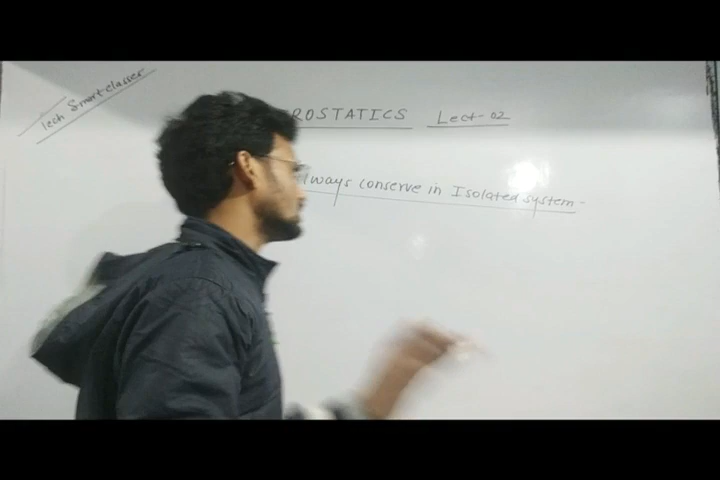 Tech Smart classes
ROSTATICS Lect-02
lways conserve in Isolated system-